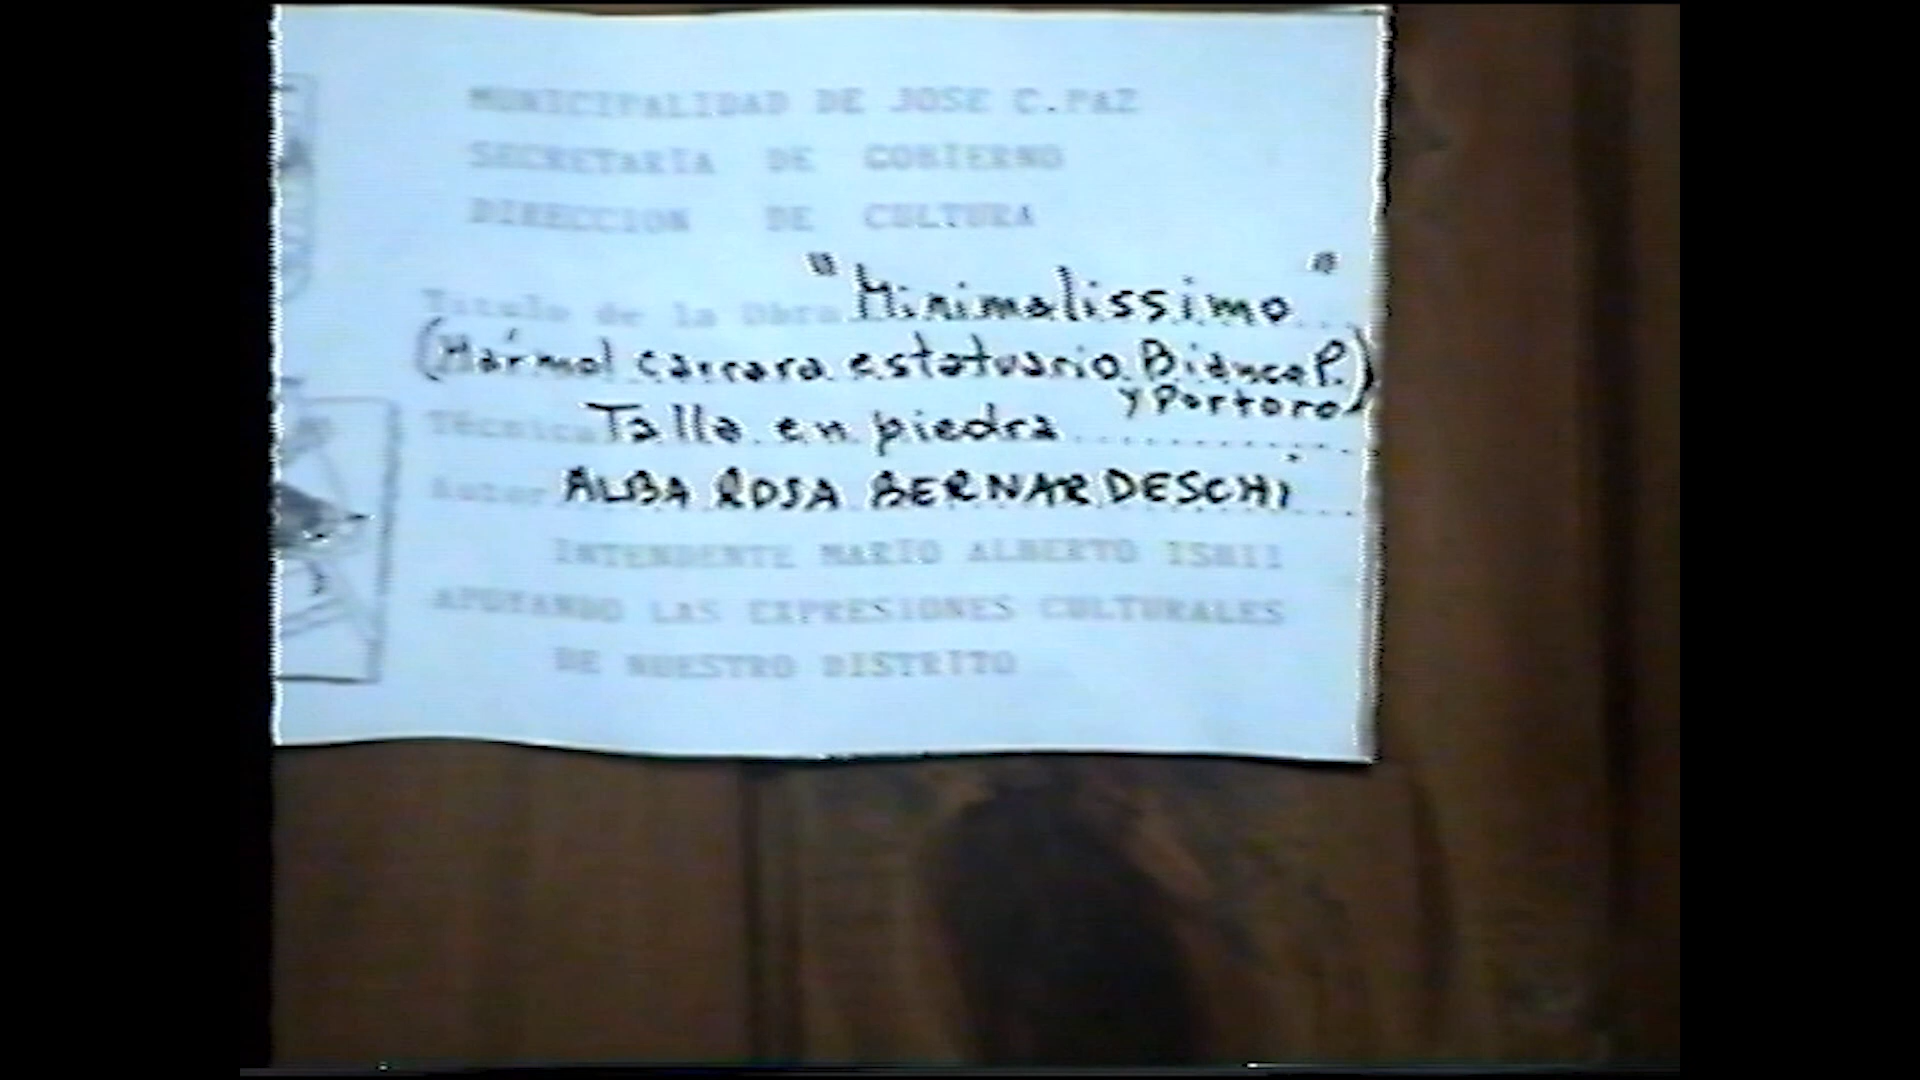 MUNICIPALIDAD DE JOSE C.PAZ
SECRETARIA DE GOBIERNO
DIRECCION DE CULTURA
Título de la Obra "Minimalissimo"
(Mármol carrara estatuario Bianco P.)
y Portoro
Técnica Talla en piedra
Autor ALBA ROSA BERNARDESCHI
INTENDENTE MARIO ALBERTO ISHII
APOYANDO LAS EXPRESIONES CULTURALES
DE NUESTRO DISTRITO